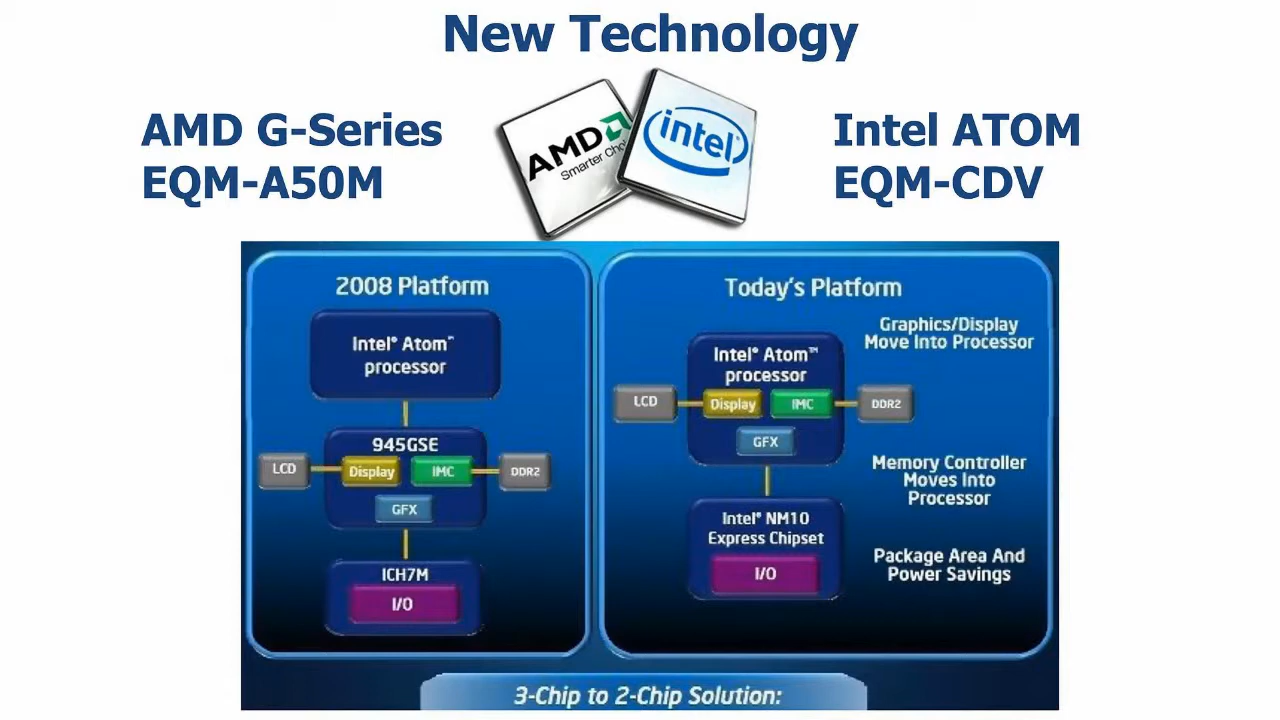 New Technology
AMD G-Series
EQM-A50M
AMD
Smarter Choi
intel
Intel ATOM
EQM-CDV
2008 Platform
Intel® Atom™
processor
945GSE
LCD
Display
IMC
DDR2
GFX
ICH7M
I/O
Today's Platform
Intel® Atom™
processor
LCD
Display
IMC
DDR2
GFX
Intel® NM10
Express Chipset
I/O
Graphics/Display
Move Into Processor
Memory Controller
Moves Into
Processor
Package Area And
Power Savings
3-Chip to 2-Chip Solution: